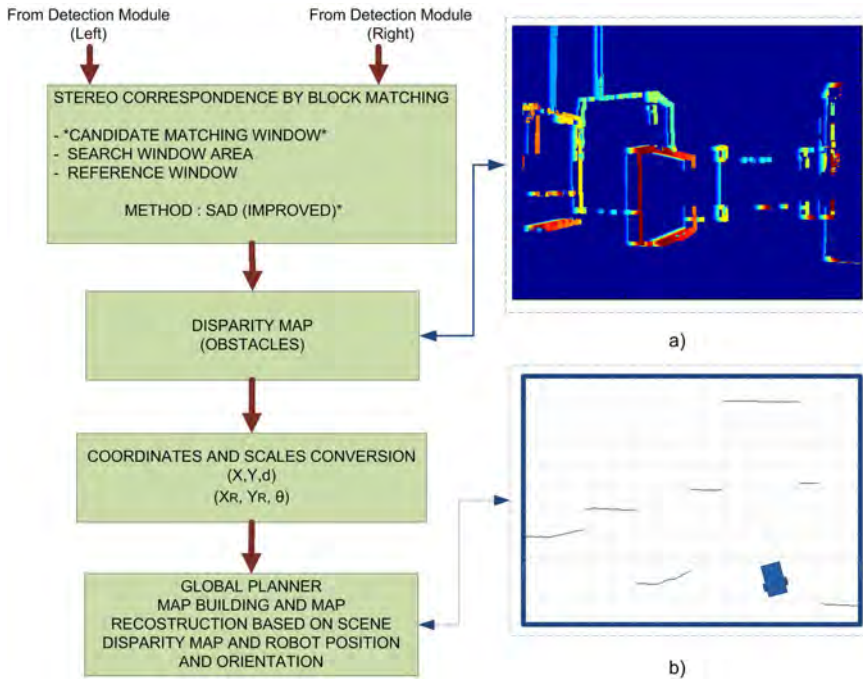 From Detection Module
(Left)
From Detection Module
(Right)
STEREO CORRESPONDENCE BY BLOCK MATCHING
- *CANDIDATE MATCHING WINDOW*
- SEARCH WINDOW AREA
- REFERENCE WINDOW
METHOD : SAD (IMPROVED)*
DISPARITY MAP
(OBSTACLES)
a)
COORDINATES AND SCALES CONVERSION
(X,Y,d)
(XR, YR, θ)
GLOBAL PLANNER
MAP BUILDING AND MAP
RECOSTRUCTION BASED ON SCENE
DISPARITY MAP AND ROBOT POSITION
AND ORIENTATION
b)